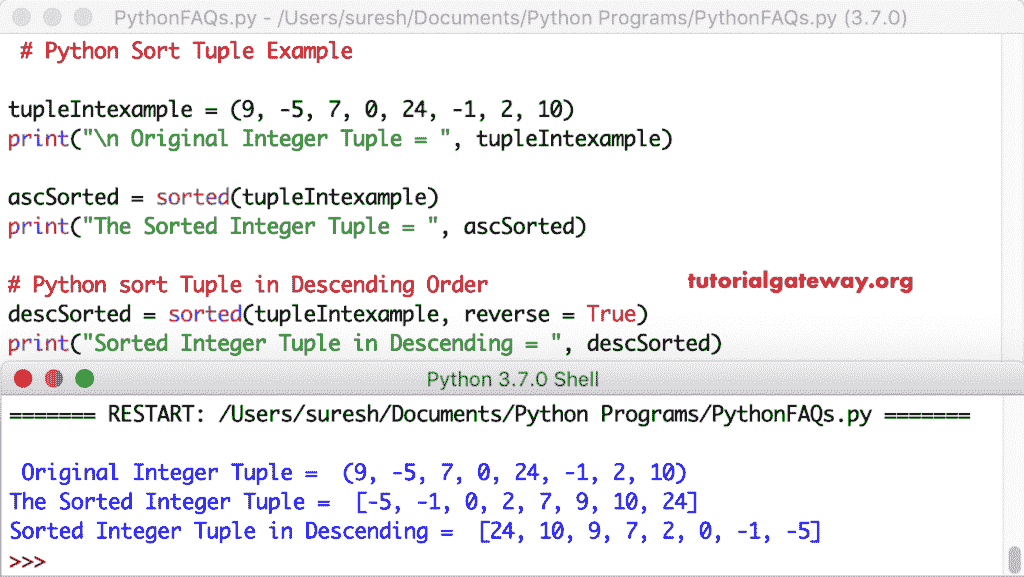 PythonFAQs.py - /Users/suresh/Documents/Python Programs/PythonFAQs.py (3.7.0)
# Python Sort Tuple Example
tupleIntexample = (9, -5, 7, 0, 24, -1, 2, 10)
print("\n Original Integer Tuple = ", tupleIntexample)
ascSorted = sorted(tupleIntexample)
print("The Sorted Integer Tuple = ", ascSorted)
# Python sort Tuple in Descending Order
tutorialgateway.org
descSorted = sorted(tupleIntexample, reverse = True)
print("Sorted Integer Tuple in Descending = ", descSorted)
Python 3.7.0 Shell
======= RESTART: /Users/suresh/Documents/Python Programs/PythonFAQs.py =======
Original Integer Tuple =  (9, -5, 7, 0, 24, -1, 2, 10)
The Sorted Integer Tuple =  [-5, -1, 0, 2, 7, 9, 10, 24]
Sorted Integer Tuple in Descending =  [24, 10, 9, 7, 2, 0, -1, -5]
>>>